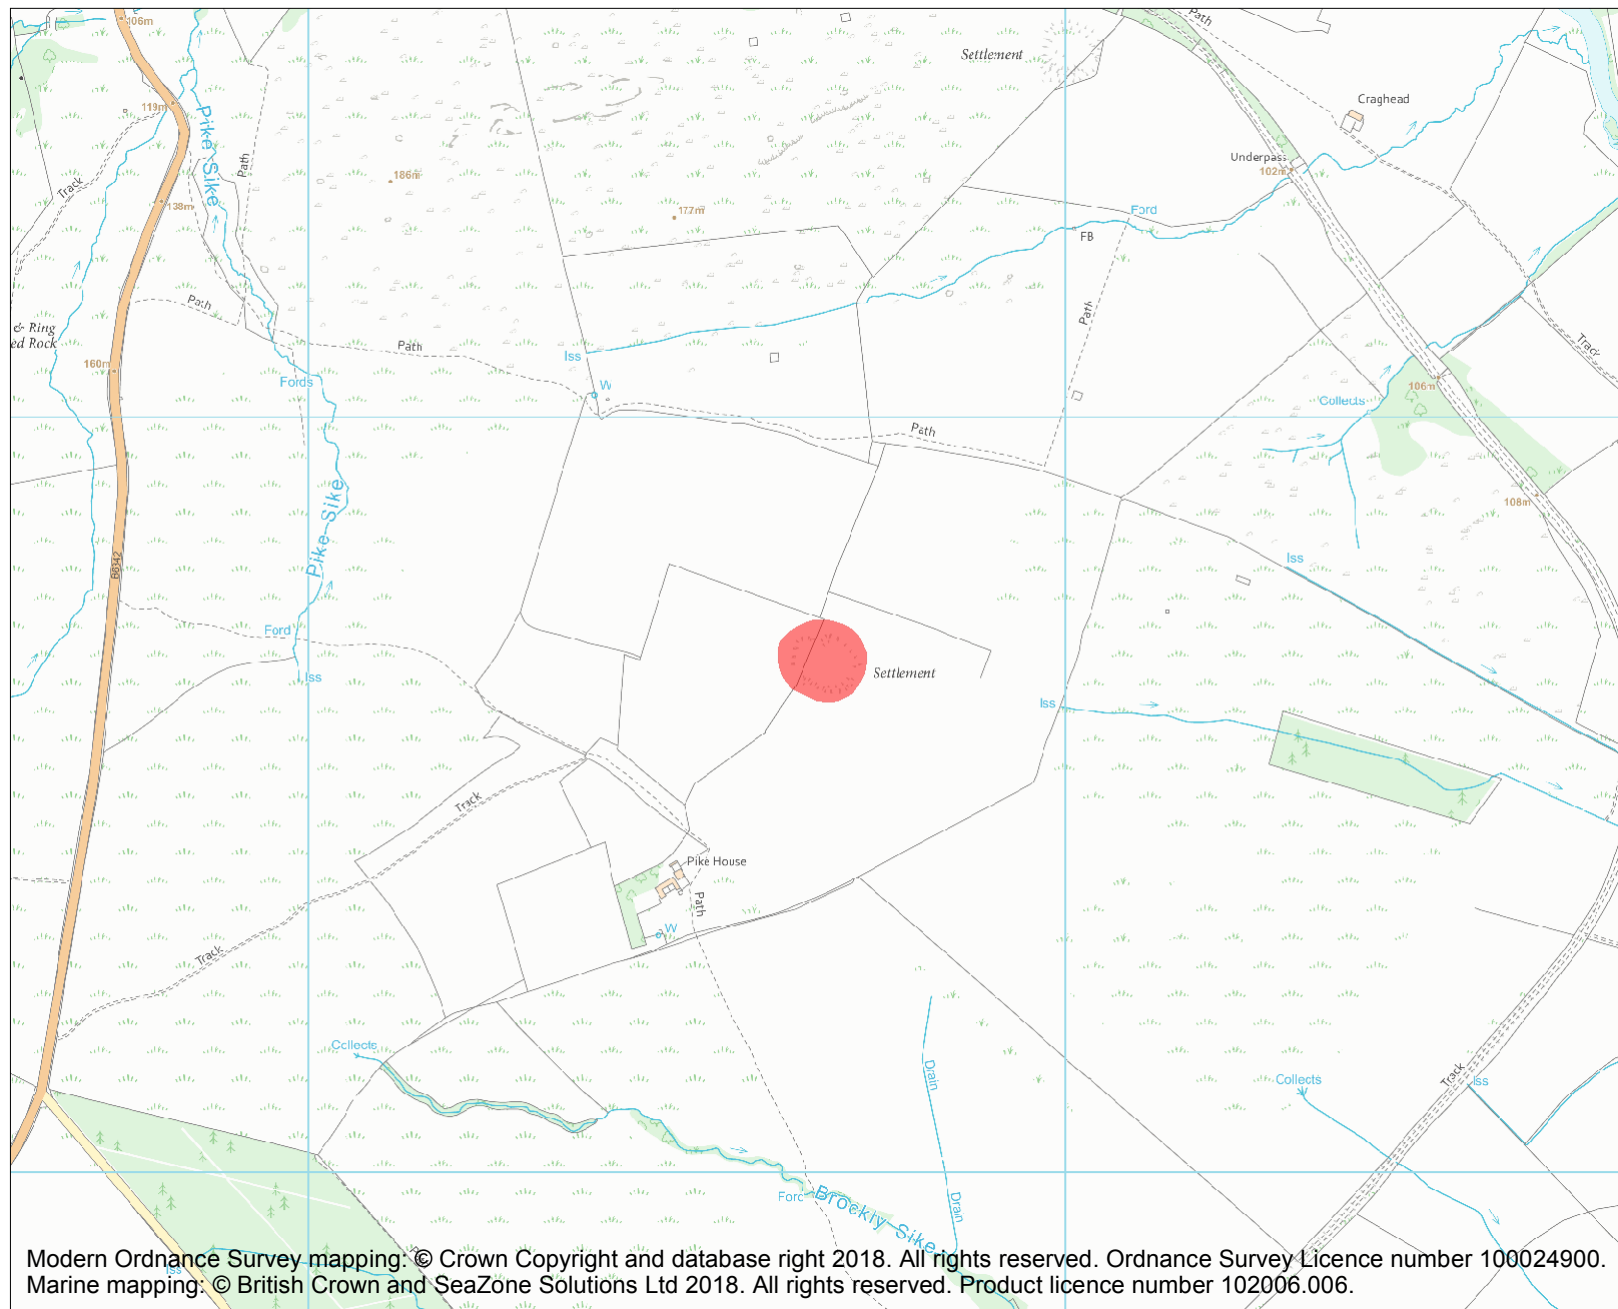 106m
Path
Settlement
Craghead
119m
Pike Sike
Path
Underpass
102m
Track
186m
138m
177m
Ford
FB
Path
Path
& Ring
ed Rock
Path
Track
160m
Iss
W
Fords
106m
Collects
Path
Pike Sike
108m
B6342
Iss
Ford
Iss
Settlement
Iss
Track
Pike House
Path
W
Track
Collects
Drain
Collects
Track
Iss
Forc
Brockly Sike
Drain
Iss
Modern Ordnance Survey mapping: © Crown Copyright and database right 2018. All rights reserved. Ordnance Survey Licence number 100024900.
Marine mapping: © British Crown and SeaZone Solutions Ltd 2018. All rights reserved. Product licence number 102006.006.